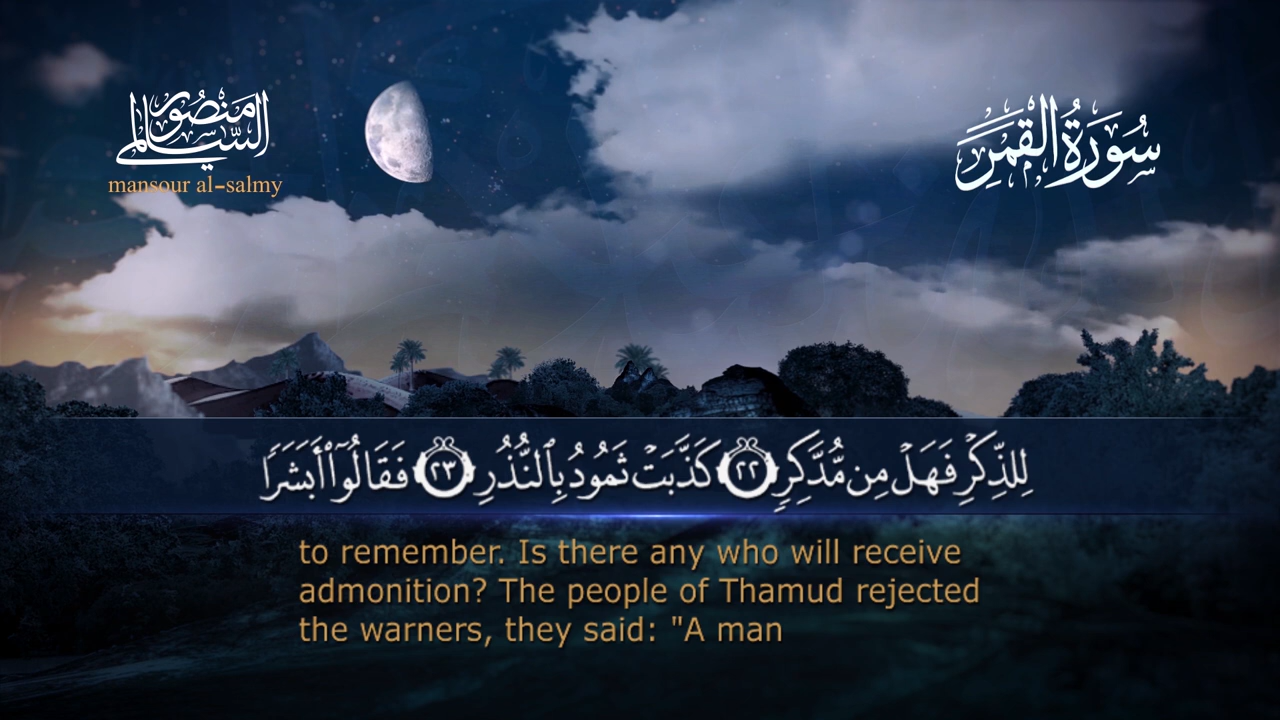 منصور
السالمي
mansour al-salmy
سُورَةُ القَمَرِ
لِلذِّكْرِ فَهَلْ مِن مُّدَّكِرٍ ٢٢ كَذَّبَتْ ثَمُودُ بِٱلنُّذُرِ ٢٣ فَقَالُوٓا۟ أَبَشَرًا
to remember. Is there any who will receive
admonition? The people of Thamud rejected
the warners, they said: "A man